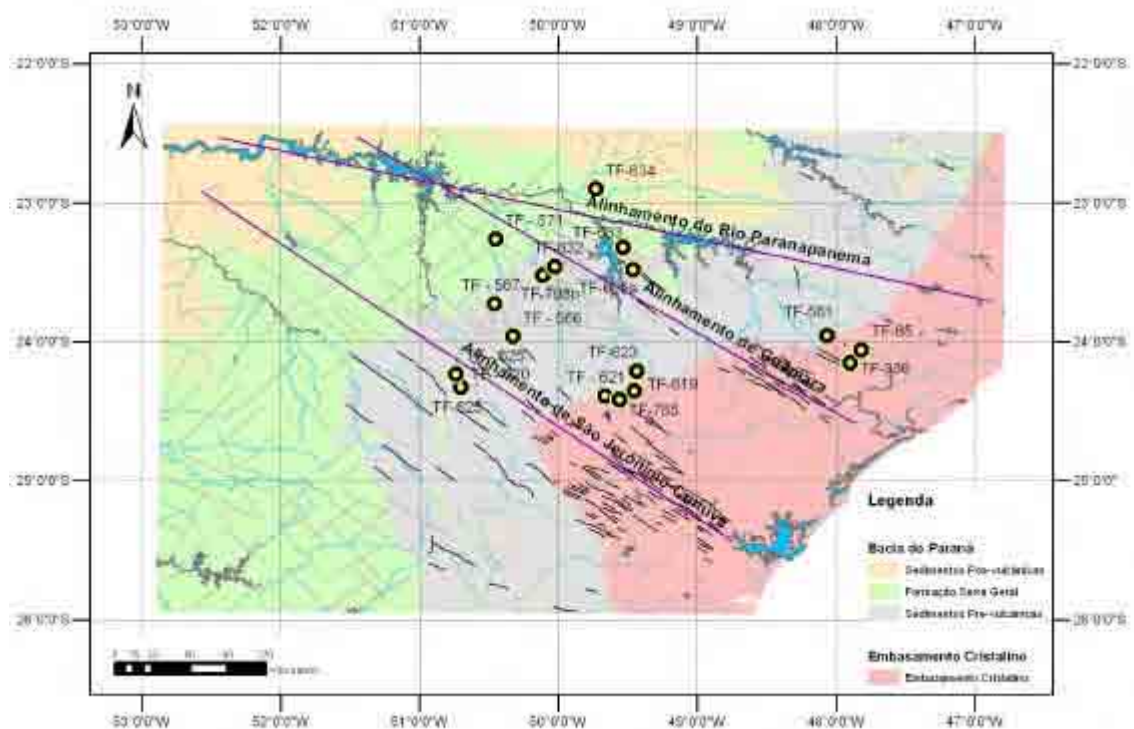 53°0'0"W 52°0'0"W 51°0'0"W 50°0'0"W 49°0'0"W 48°0'0"W 47°0'0"W
22°0'0"S 22°0'0"S
N
TF-634
23°0'0"S 23°0'0"S
Alinhamento do Rio Paranapanema
TF - 571
TF - 567
TF - 566
Alinhamento de Guapiara
TF-65
TF-336
24°0'0"S 24°0'0"S
TF-623
TF - 621
TF-619
TF-625
Alinhamento de São Jerônimo-Curiúva
25°0'0"S 25°0'0"S
Legenda
Bacia do Paraná
Sedimentos Pós-vulcânicos
Formação Serra Geral
Sedimentos Pré-vulcânicos
Embasamento Cristalino
Embasamento Cristalino
26°0'0"S 26°0'0"S
53°0'0"W 52°0'0"W 51°0'0"W 50°0'0"W 49°0'0"W 48°0'0"W 47°0'0"W